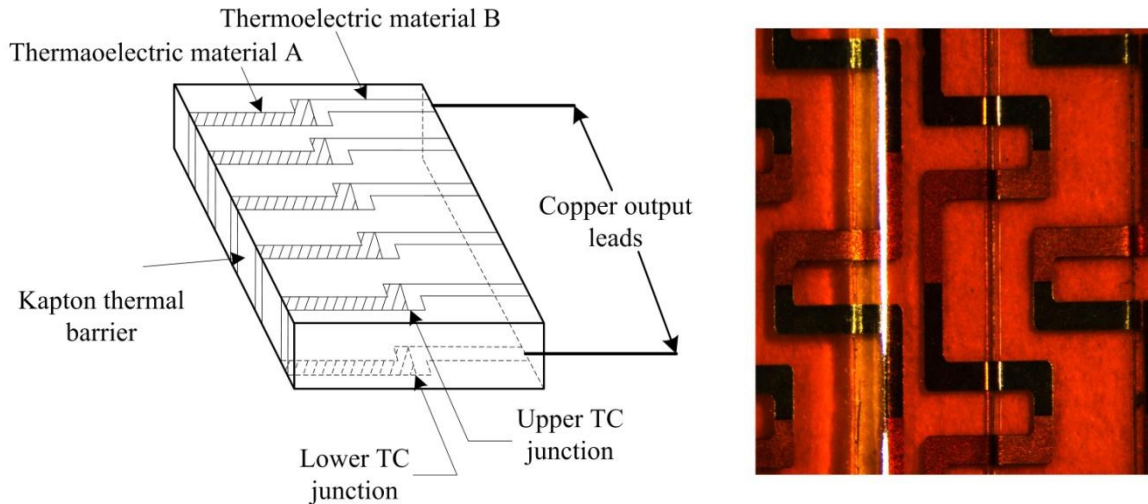 Thermoelectric material B
Thermaoelectric material A
Copper output
leads
Kapton thermal
barrier
Upper TC
junction
Lower TC
junction